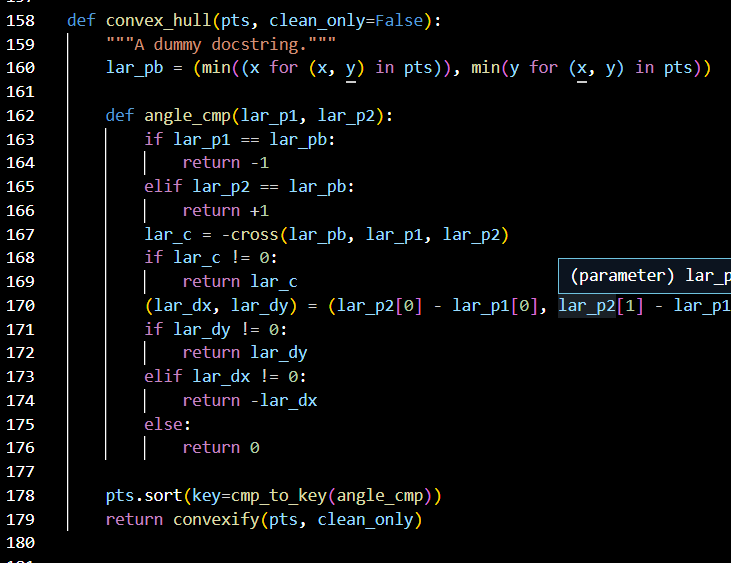 158 def convex_hull(pts, clean_only=False):
159 """A dummy docstring."""
160 lar_pb = (min((x for (x, y) in pts)), min(y for (x, y) in pts))
161
162 def angle_cmp(lar_p1, lar_p2):
163 if lar_p1 == lar_pb:
164 return -1
165 elif lar_p2 == lar_pb:
166 return +1
167 lar_c = -cross(lar_pb, lar_p1, lar_p2)
168 if lar_c != 0:
(parameter) lar_p
169 return lar_c
170 (lar_dx, lar_dy) = (lar_p2[0] - lar_p1[0], lar_p2[1] - lar_p1
171 if lar_dy != 0:
172 return lar_dy
173 elif lar_dx != 0:
174 return -lar_dx
175 else:
176 return 0
177
178 pts.sort(key=cmp_to_key(angle_cmp))
179 return convexify(pts, clean_only)
180